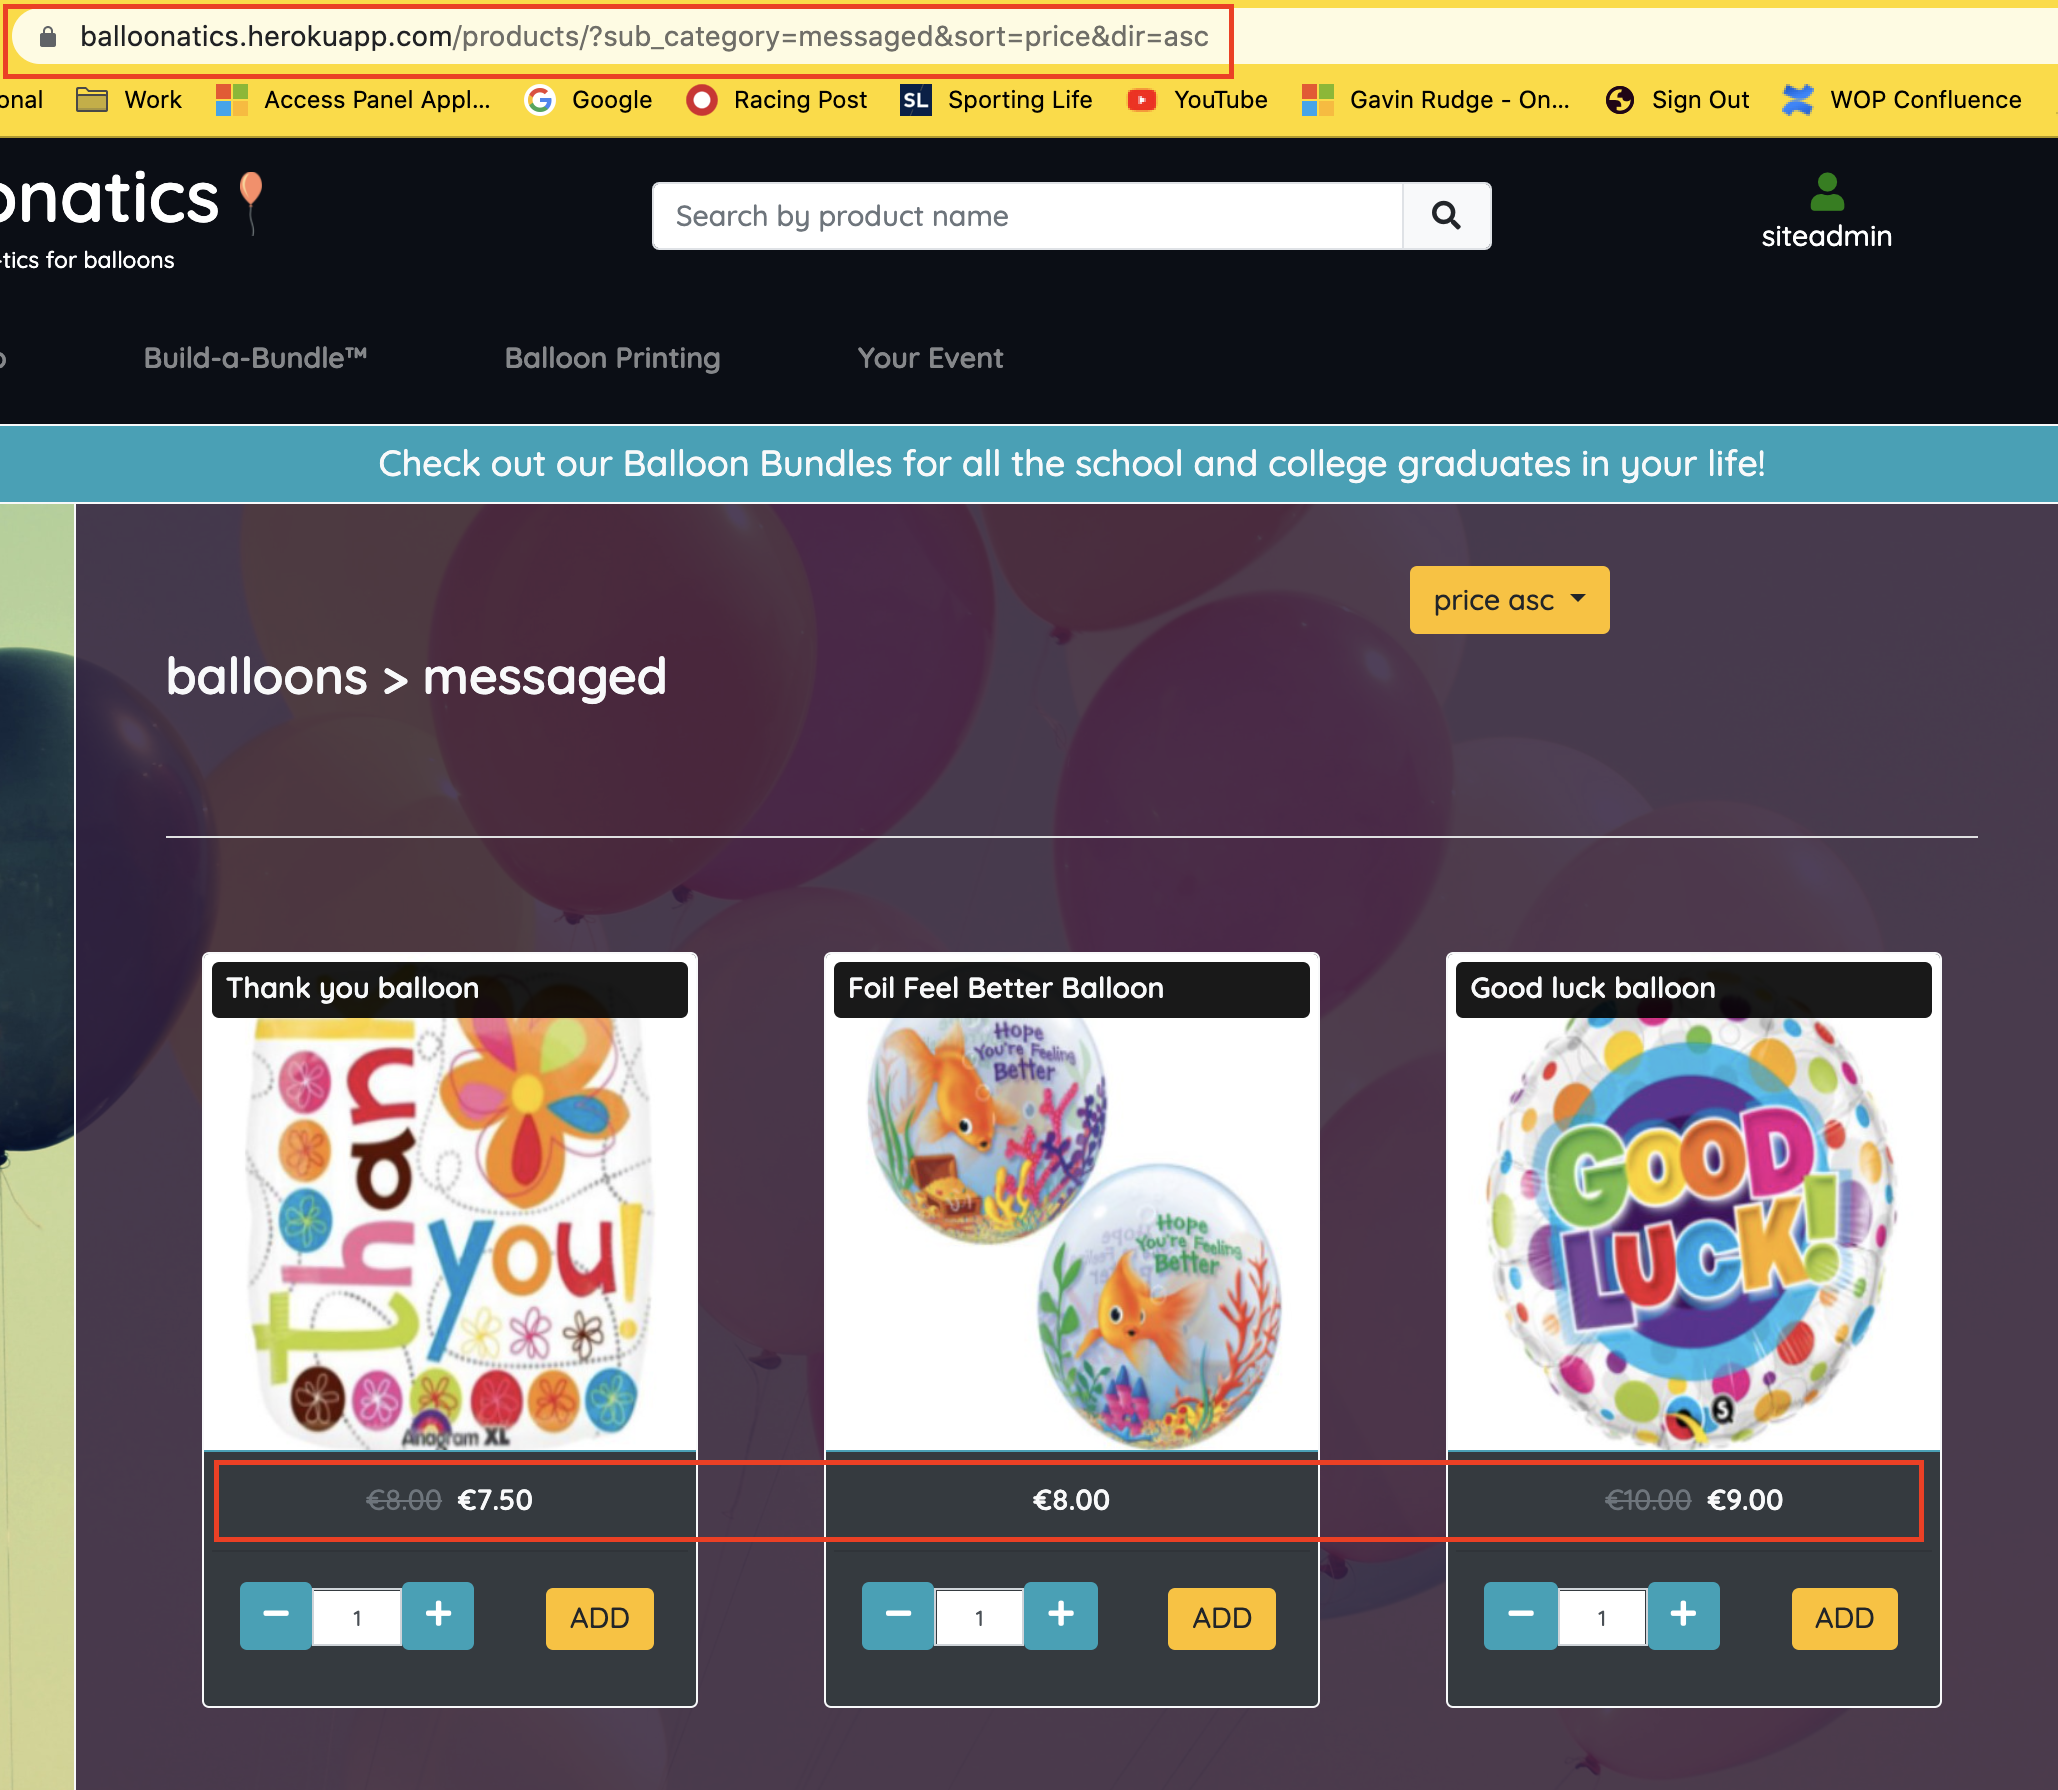 balloonatics.herokuapp.com/products/?sub_category=messaged&sort=price&dir=asc
onal Work Access Panel Appl... Google Racing Post SL Sporting Life YouTube Gavin Rudge - On... Sign Out WOP Confluence
onatics
Search by product name
siteadmin
-tics for balloons
Build-a-Bundle™ Balloon Printing Your Event
Check out our Balloon Bundles for all the school and college graduates in your life!
price asc
balloons > messaged
Thank you balloon
Foil Feel Better Balloon
Good luck balloon
thank
you!
Anagram XL
Hope
You're Feeling
Better
Hope
You're Feeling
Better
GOOD
LUCK!
€8.00 €7.50
€8.00
€10.00 €9.00
− 1 + ADD
− 1 + ADD
− 1 + ADD